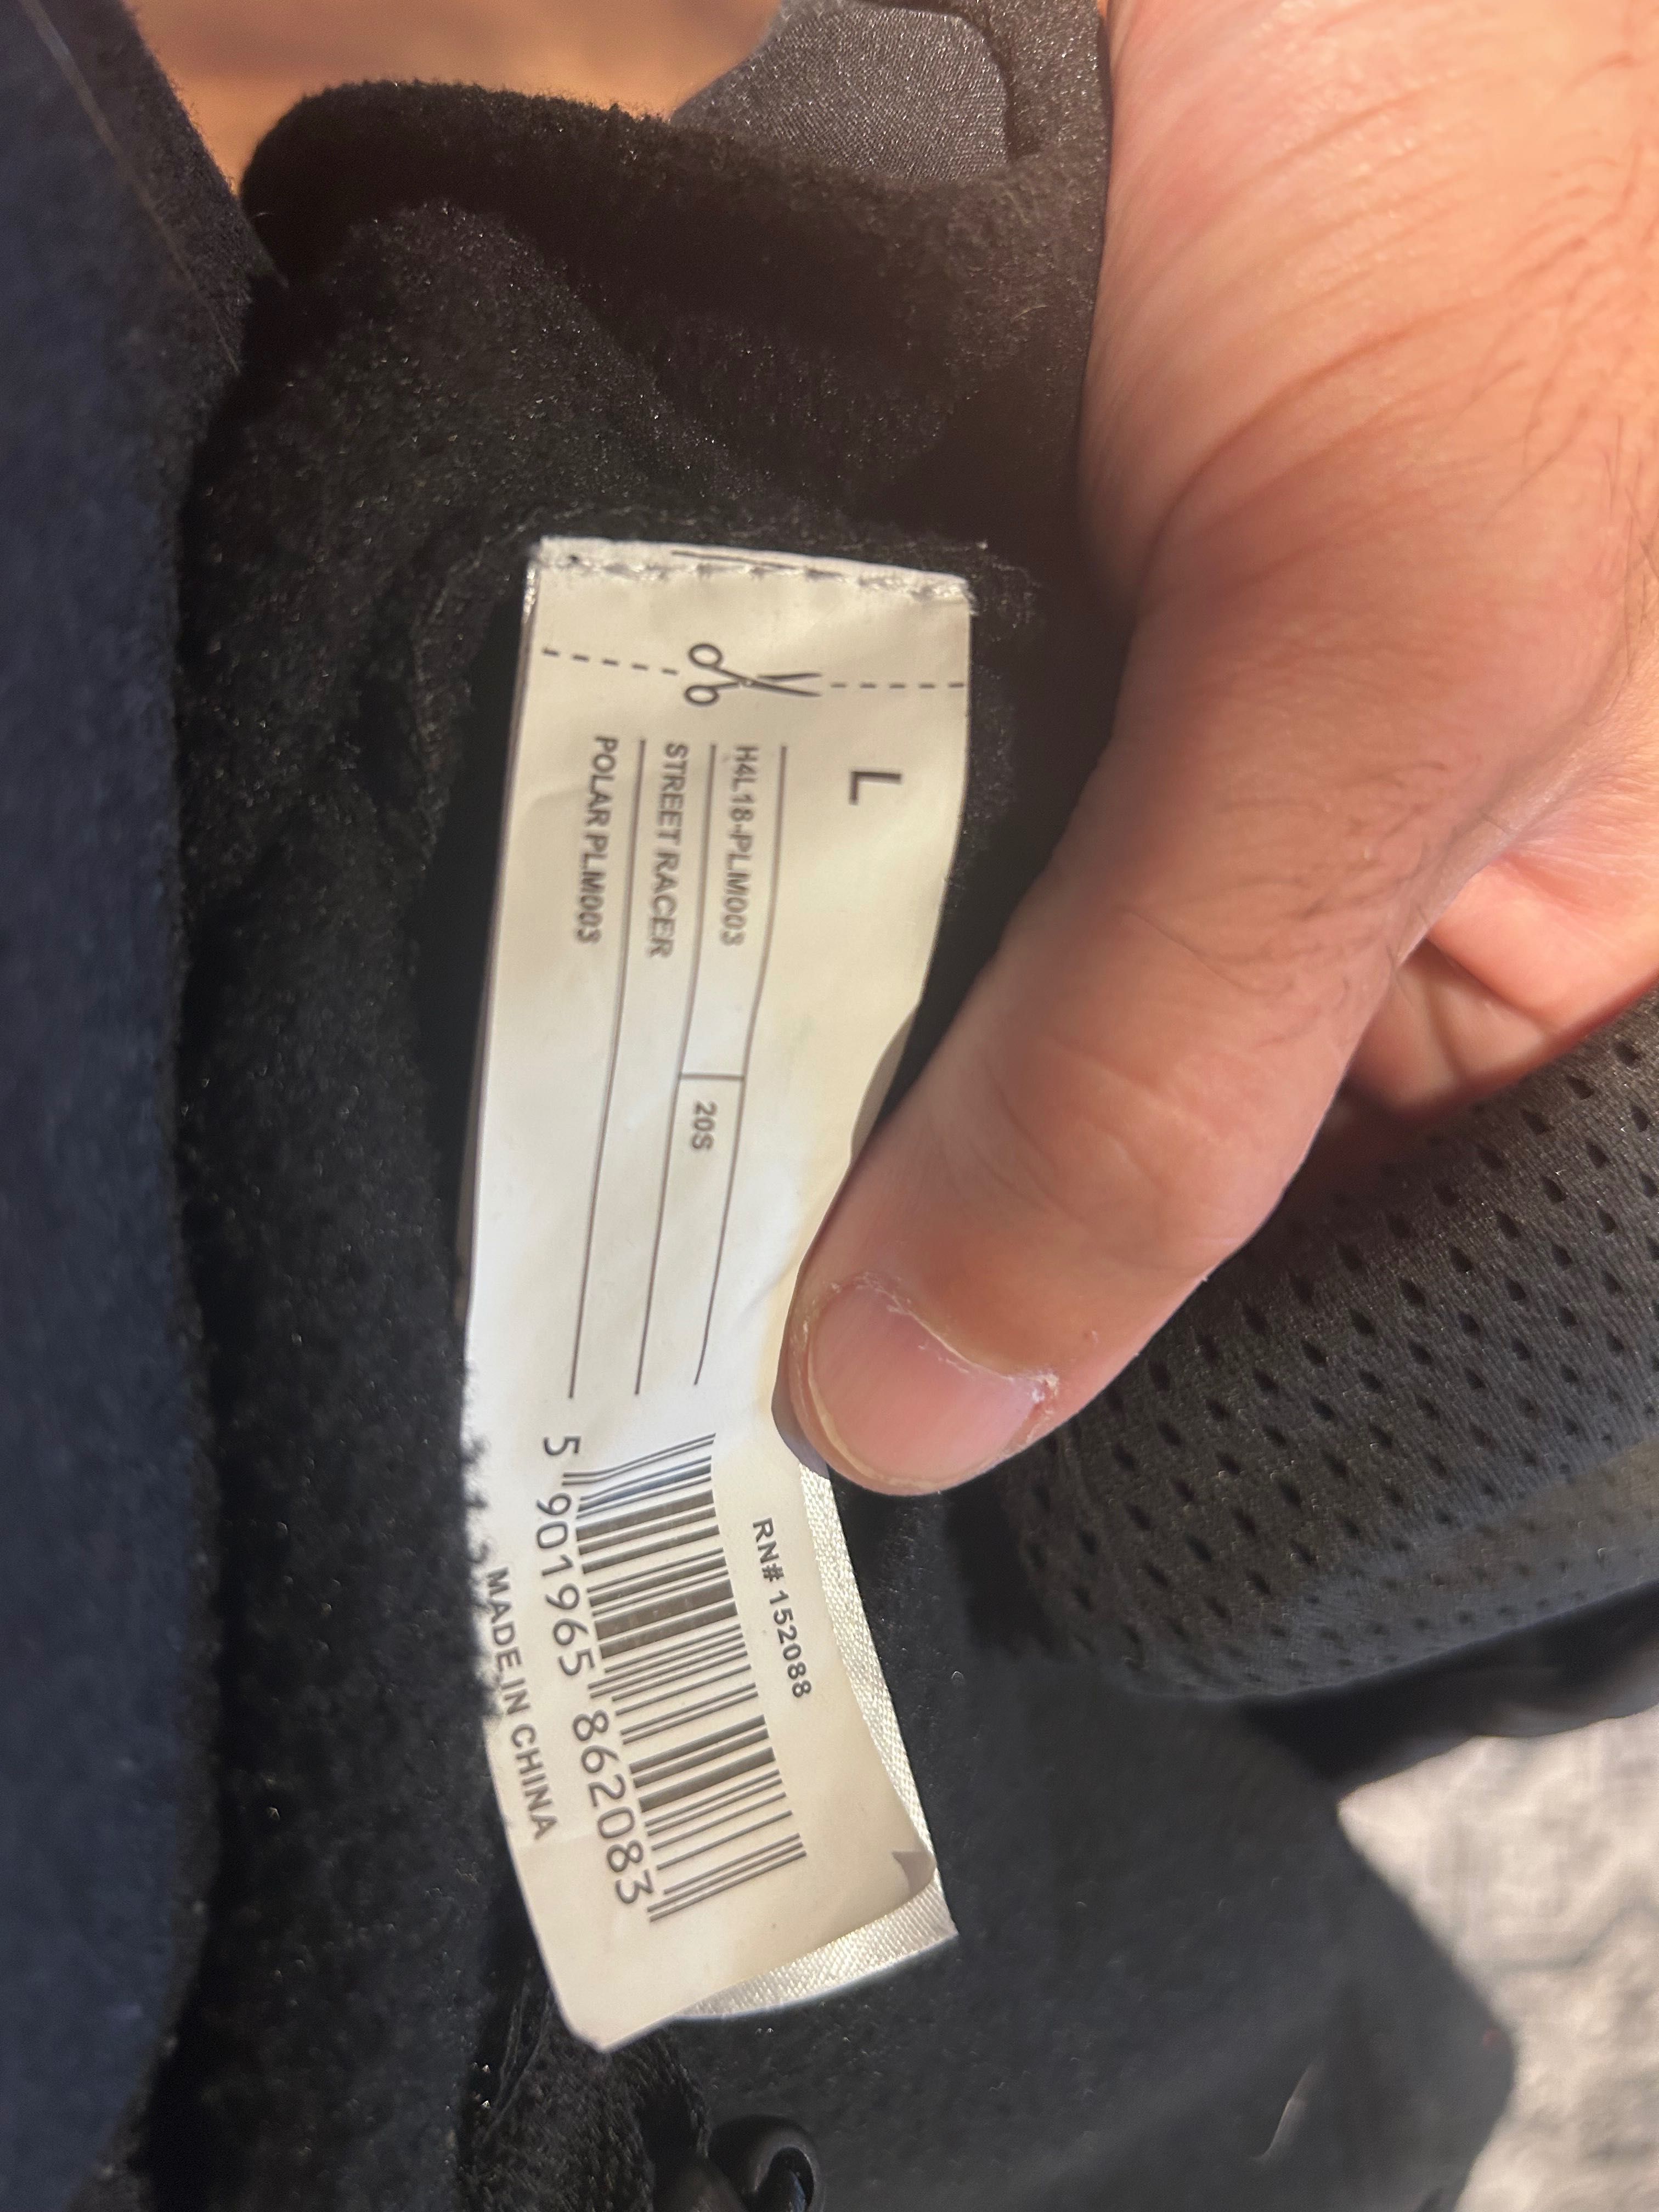 L
H4L18-PLM003 20S
STREET RACER
POLAR PLM003
RN# 152088
5 901965 862083
MADE IN CHINA